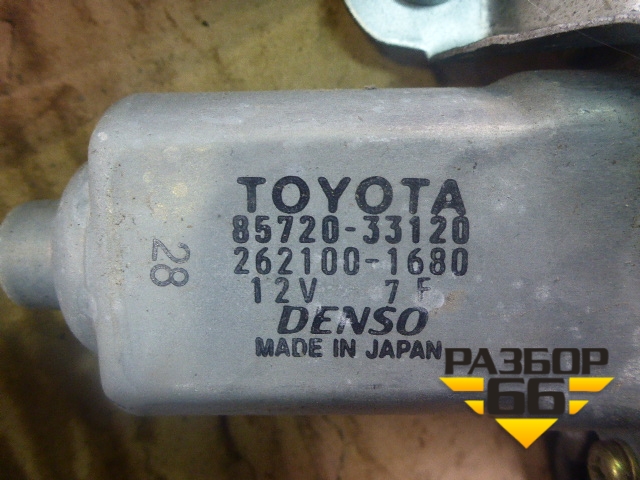 TOYOTA
85720-33120
262100-1680
12V 7F
DENSO
MADE IN JAPAN
28
РАЗБОР
66